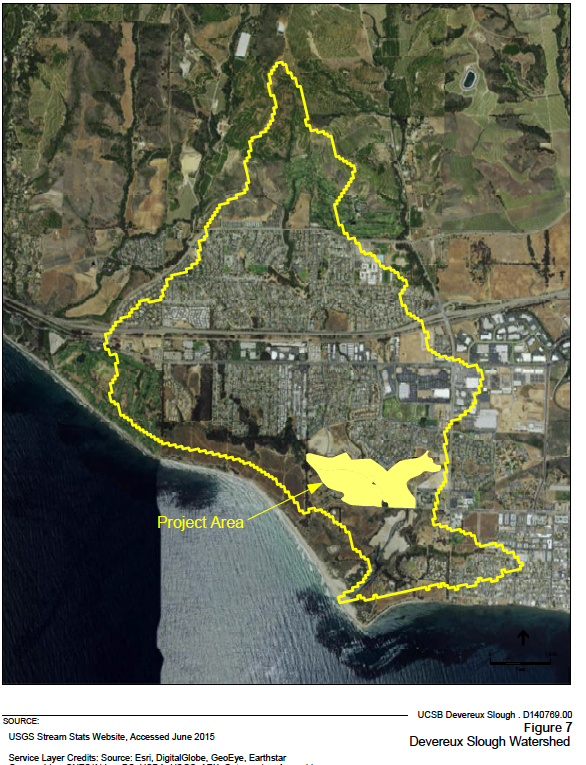 Project Area
UCSB Devereux Slough . D140769.00
SOURCE:
Figure 7
USGS Stream Stats Website, Accessed June 2015
Devereux Slough Watershed
Service Layer Credits: Source: Esri, DigitalGlobe, GeoEye, Earthstar